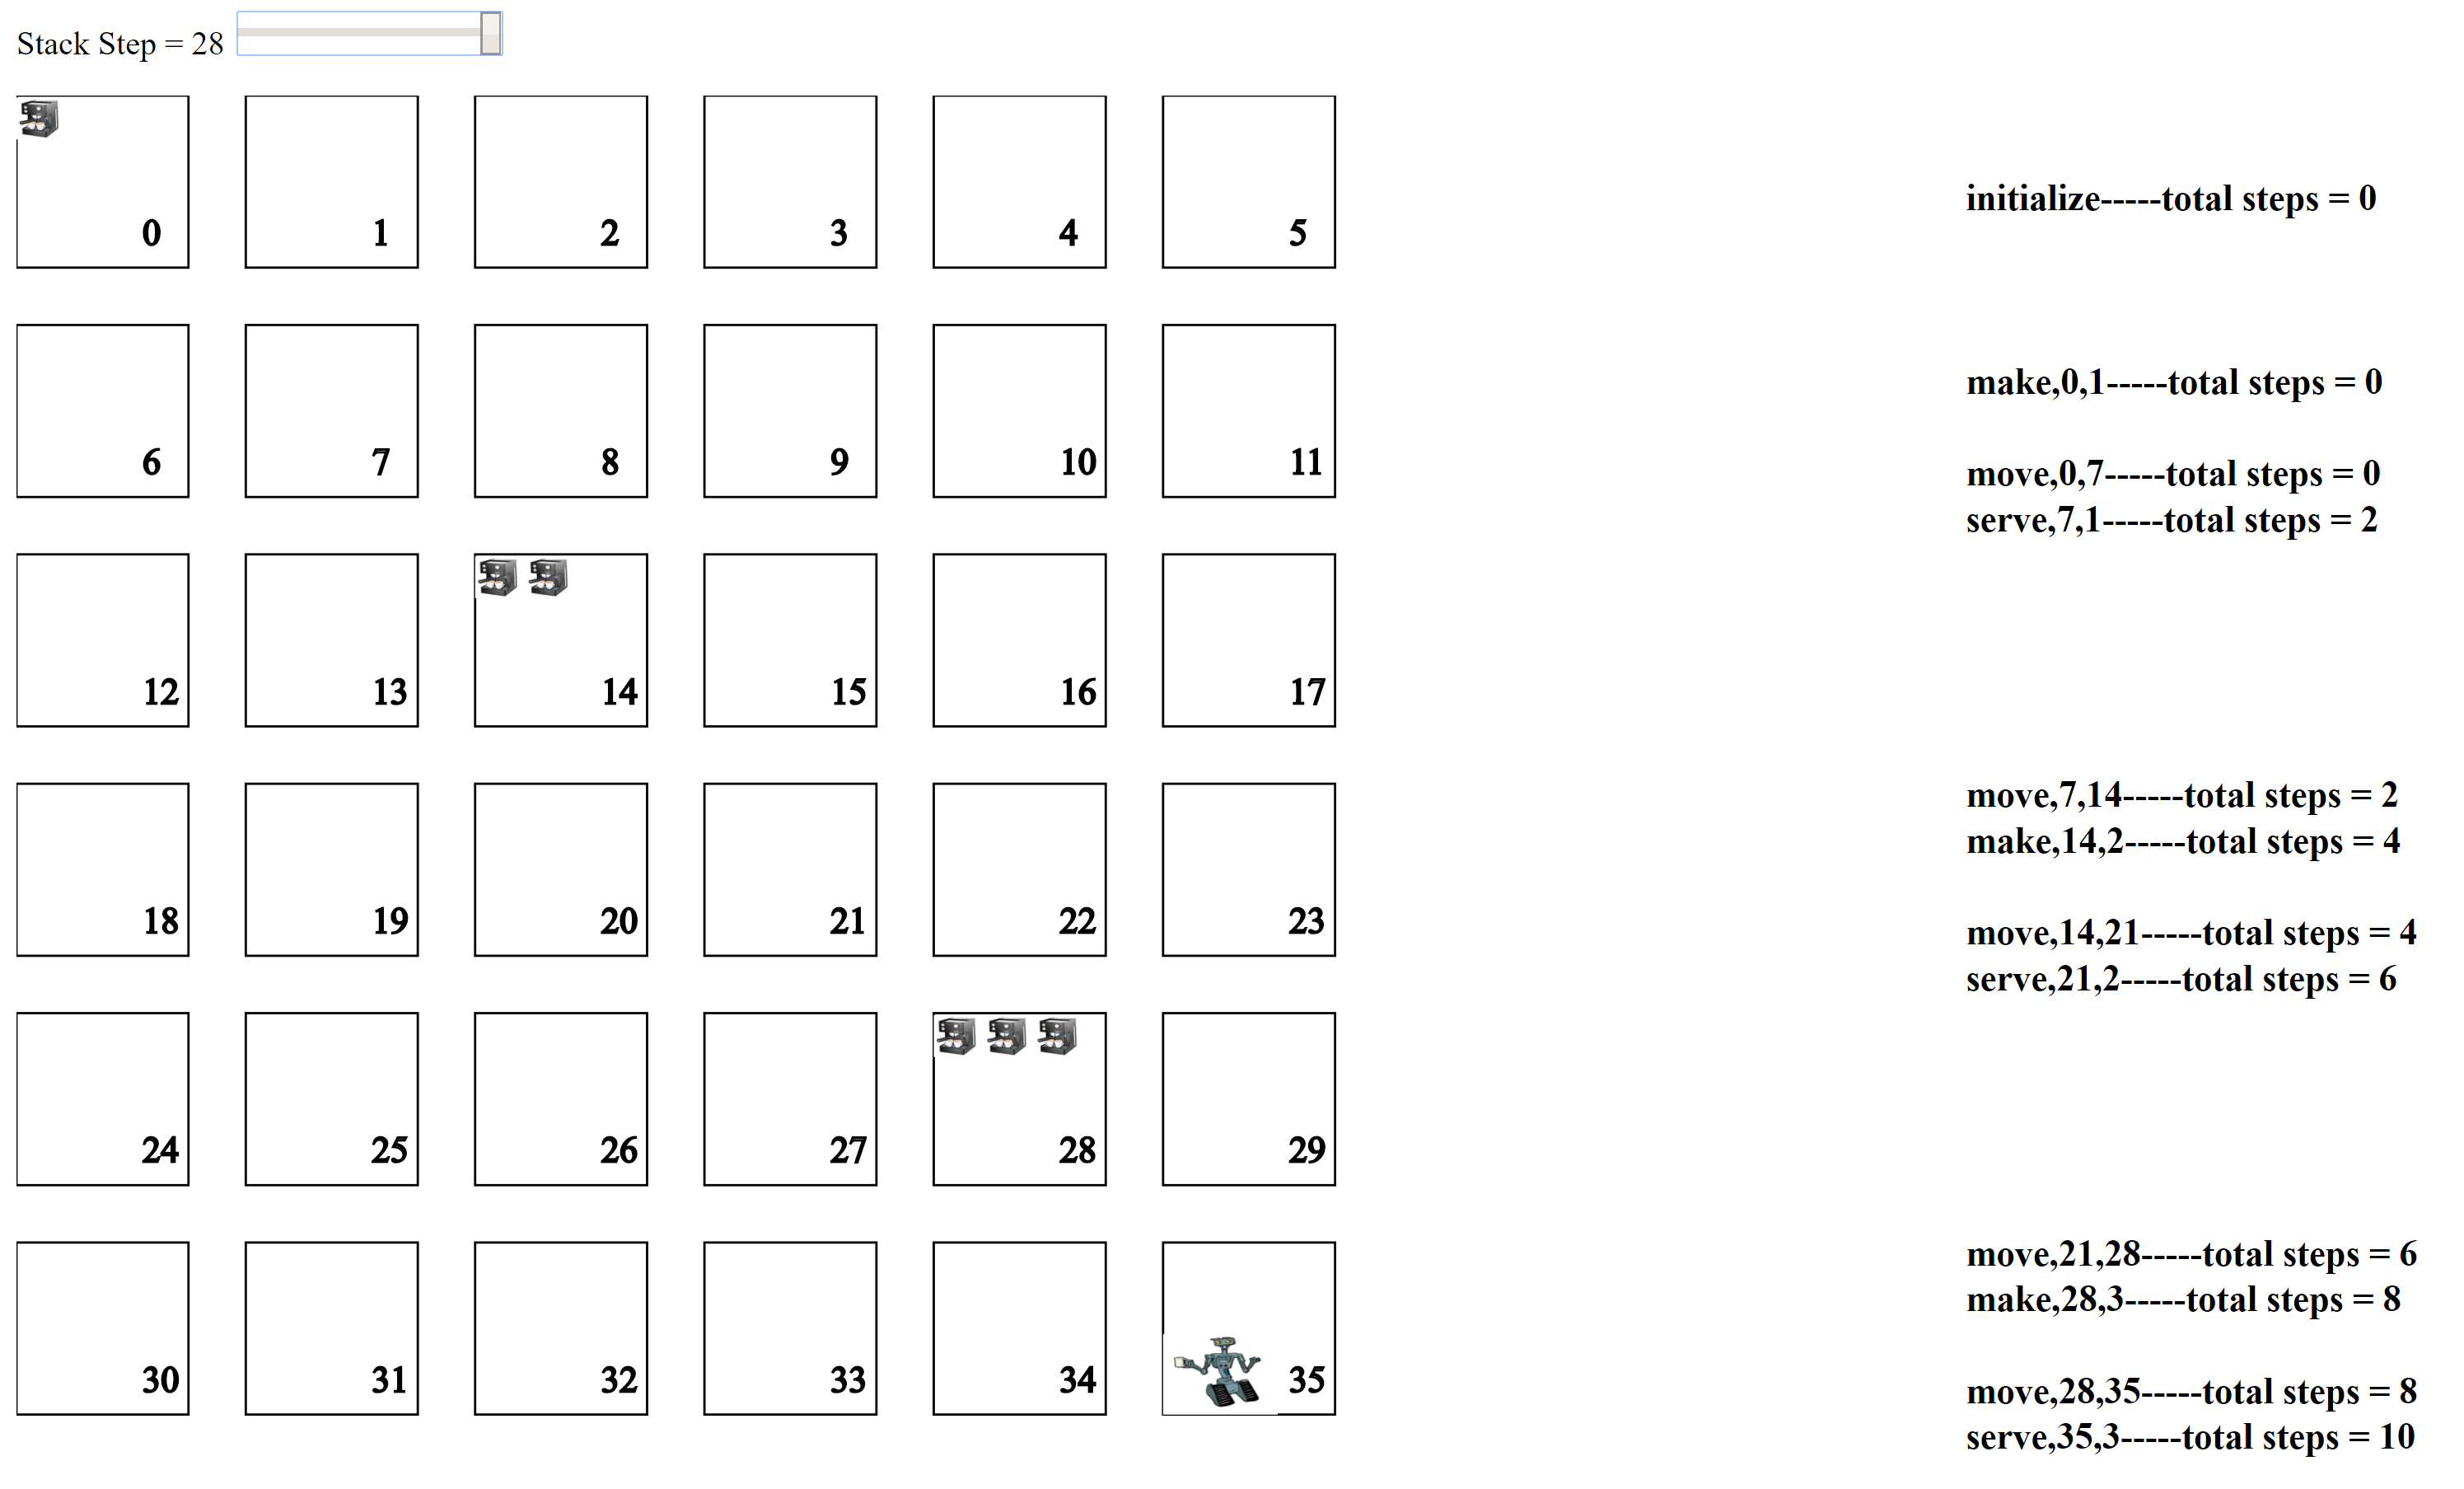 Stack Step = 28
0 1 2 3 4 5
initialize-----total steps = 0
make,0,1-----total steps = 0
6 7 8 9 10 11
move,0,7-----total steps = 0
serve,7,1-----total steps = 2
12 13 14 15 16 17
move,7,14-----total steps = 2
make,14,2-----total steps = 4
18 19 20 21 22 23
move,14,21-----total steps = 4
serve,21,2-----total steps = 6
24 25 26 27 28 29
move,21,28-----total steps = 6
make,28,3-----total steps = 8
30 31 32 33 34 35
move,28,35-----total steps = 8
serve,35,3-----total steps = 10